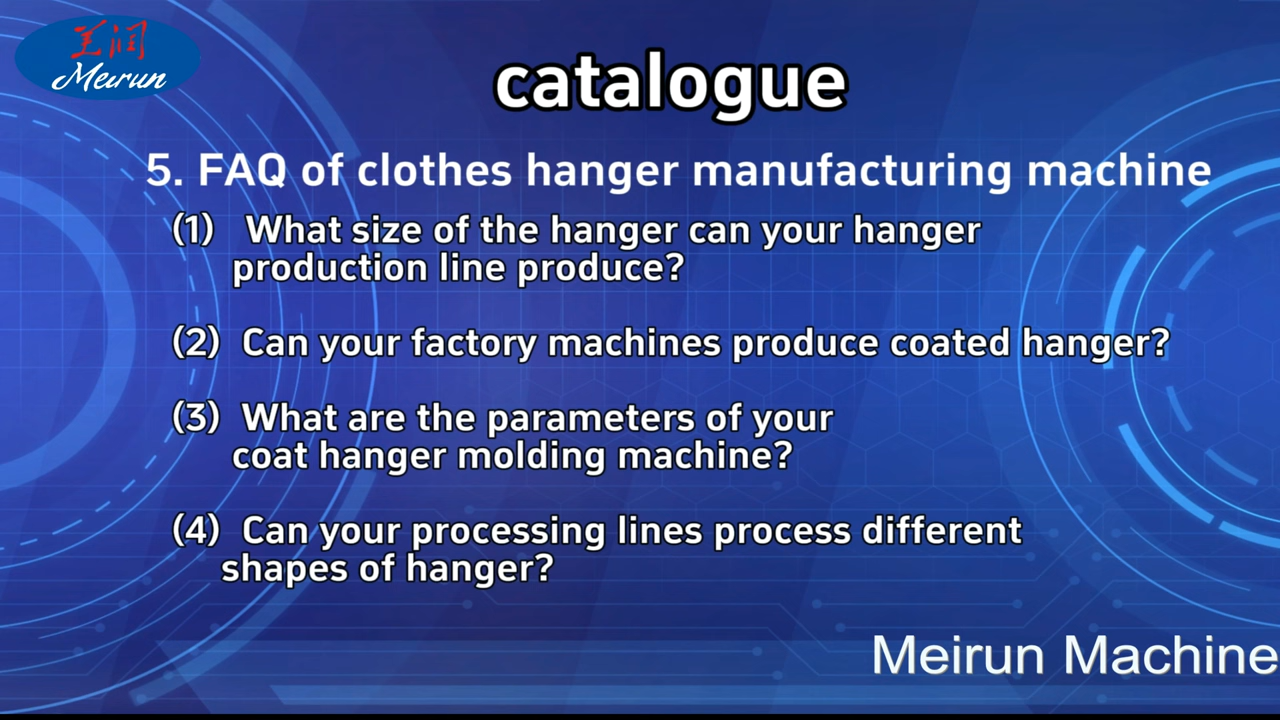 美润
Meirun
catalogue
5. FAQ of clothes hanger manufacturing machine
(1) What size of the hanger can your hanger
production line produce?
(2) Can your factory machines produce coated hanger?
(3) What are the parameters of your
coat hanger molding machine?
(4) Can your processing lines process different
shapes of hanger?
Meirun Machine